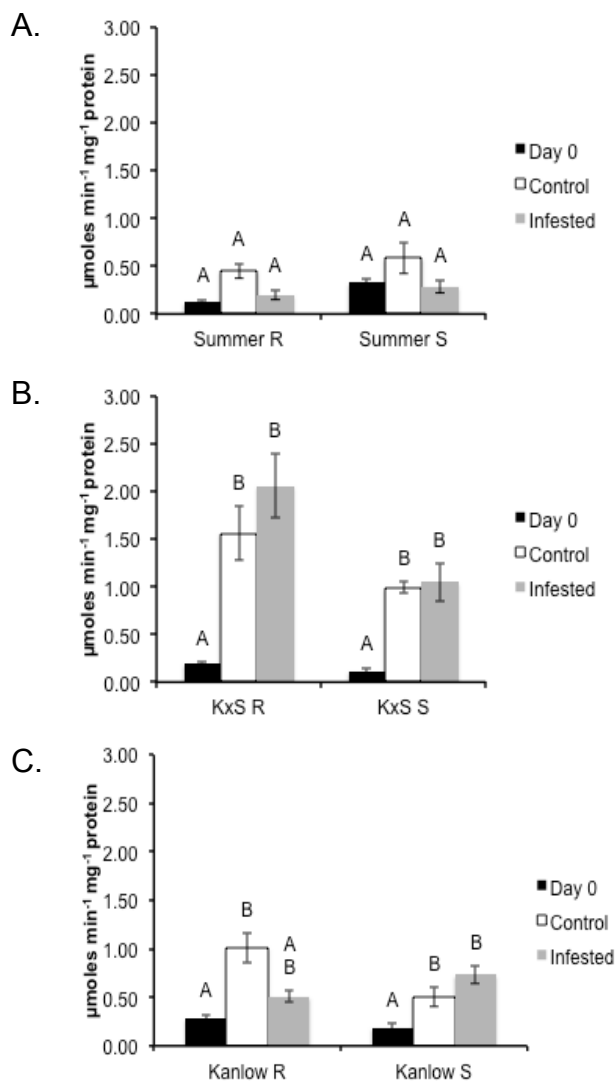 A.
µmoles min⁻¹ mg⁻¹ protein
3.00
2.50
2.00
1.50
1.00
0.50
0.00
A
A
A
A
A
A
Summer R
Summer S
Day 0
Control
Infested
B.
µmoles min⁻¹ mg⁻¹ protein
3.00
2.50
2.00
1.50
1.00
0.50
0.00
A
B
B
A
B
B
KxS R
KxS S
Day 0
Control
Infested
C.
µmoles min⁻¹ mg⁻¹ protein
3.00
2.50
2.00
1.50
1.00
0.50
0.00
A
B
A
B
A
B
B
Kanlow R
Kanlow S
Day 0
Control
Infested